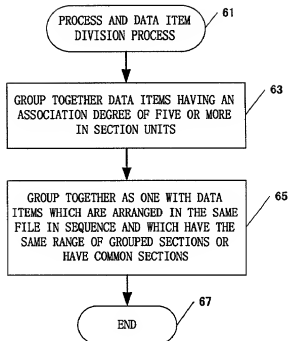 PROCESS AND DATA ITEM
DIVISION PROCESS
61
GROUP TOGETHER DATA ITEMS HAVING AN
ASSOCIATION DEGREE OF FIVE OR MORE
IN SECTION UNITS
63
GROUP TOGETHER AS ONE WITH DATA
ITEMS WHICH ARE ARRANGED IN THE SAME
FILE IN SEQUENCE AND WHICH HAVE THE
SAME RANGE OF GROUPED SECTIONS OR
HAVE COMMON SECTIONS
65
END
67